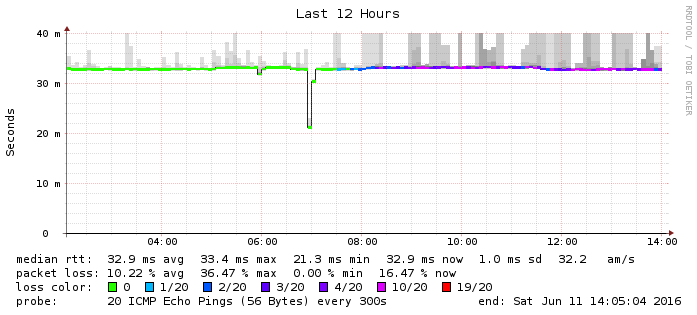 Last 12 Hours
RRDTOOL / TOBI OETIKER
Seconds
40 m
30 m
20 m
10 m
0
04:00 06:00 08:00 10:00 12:00 14:00
median rtt: 32.9 ms avg 33.4 ms max 21.3 ms min 32.9 ms now 1.0 ms sd 32.2 am/s
packet loss: 10.22 % avg 36.47 % max 0.00 % min 16.47 % now
loss color: 0 1/20 2/20 3/20 4/20 10/20 19/20
probe: 20 ICMP Echo Pings (56 Bytes) every 300s end: Sat Jun 11 14:05:04 2016